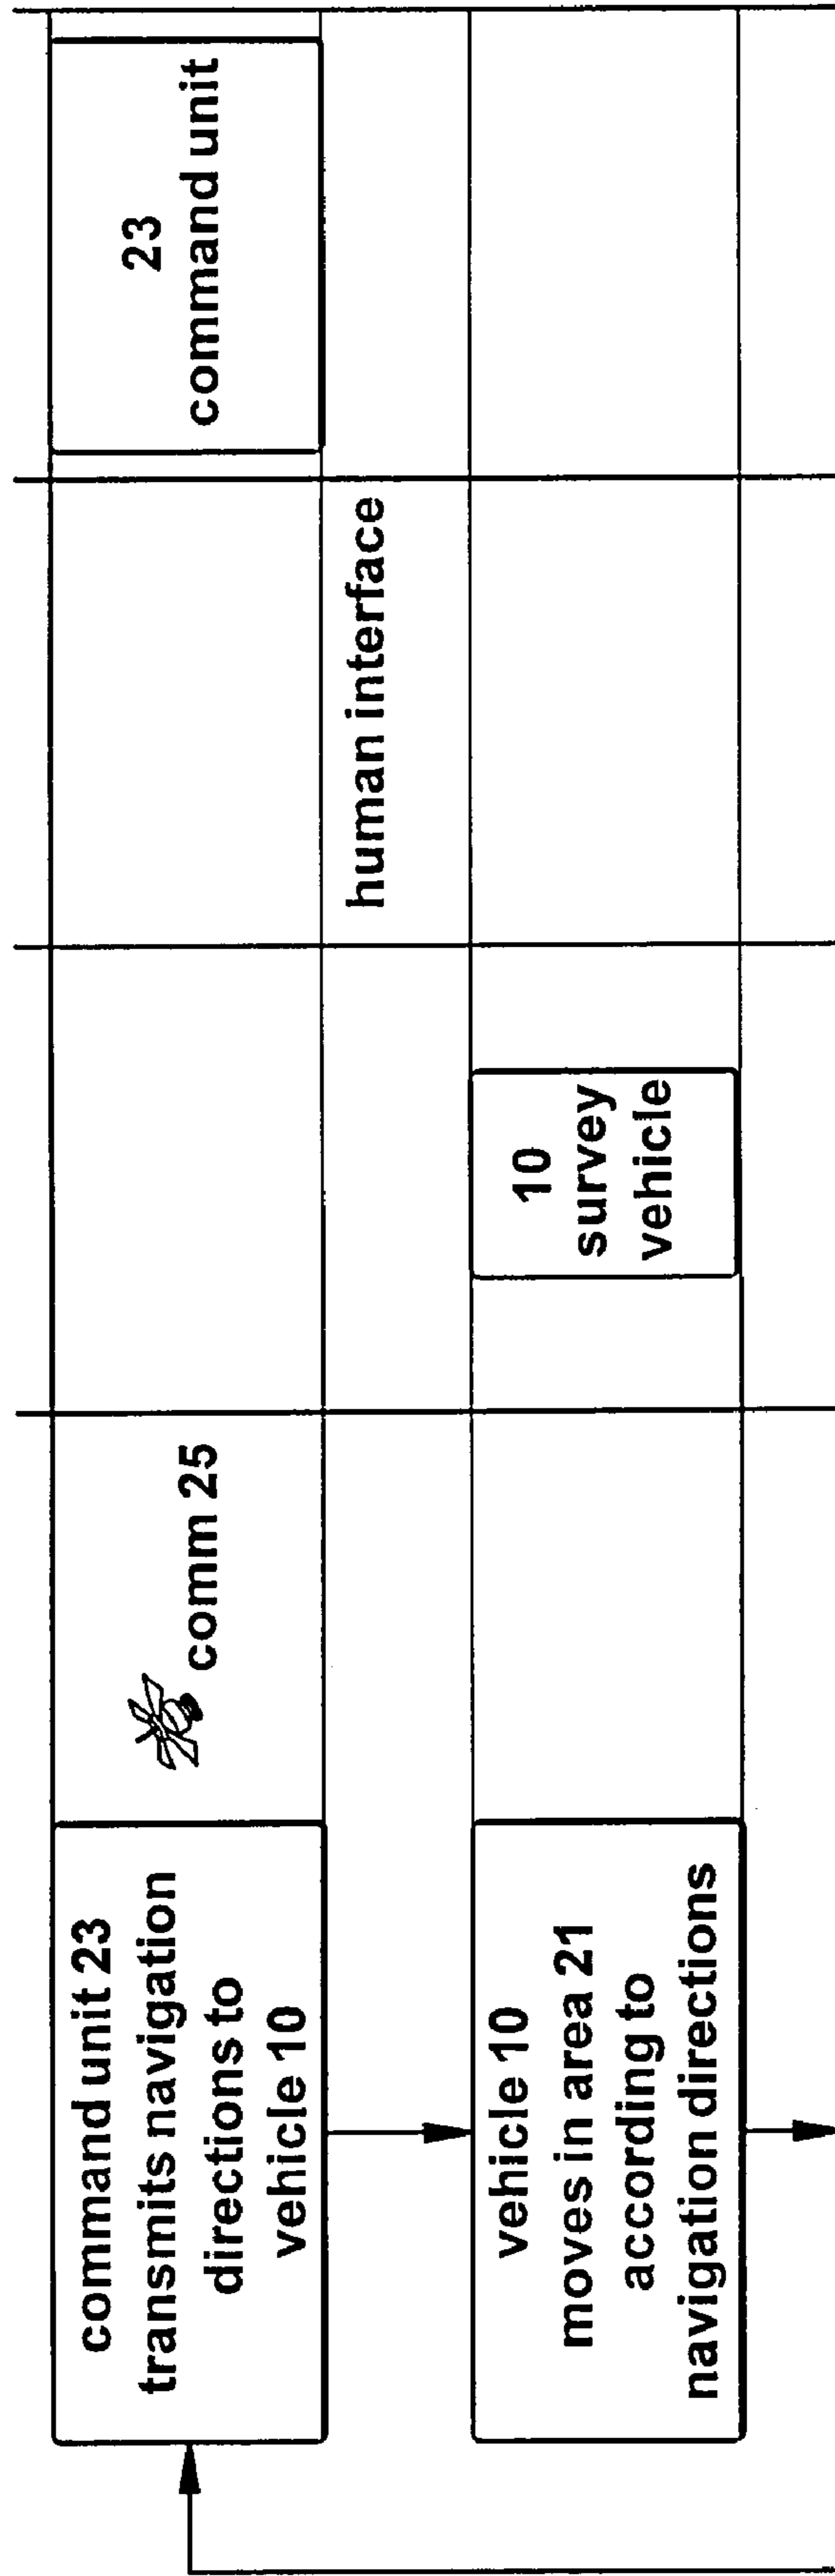 command unit 23
transmits navigation
directions to
vehicle 10
comm 25
23
command unit
human interface
vehicle 10
moves in area 21
according to
navigation directions
10
survey
vehicle